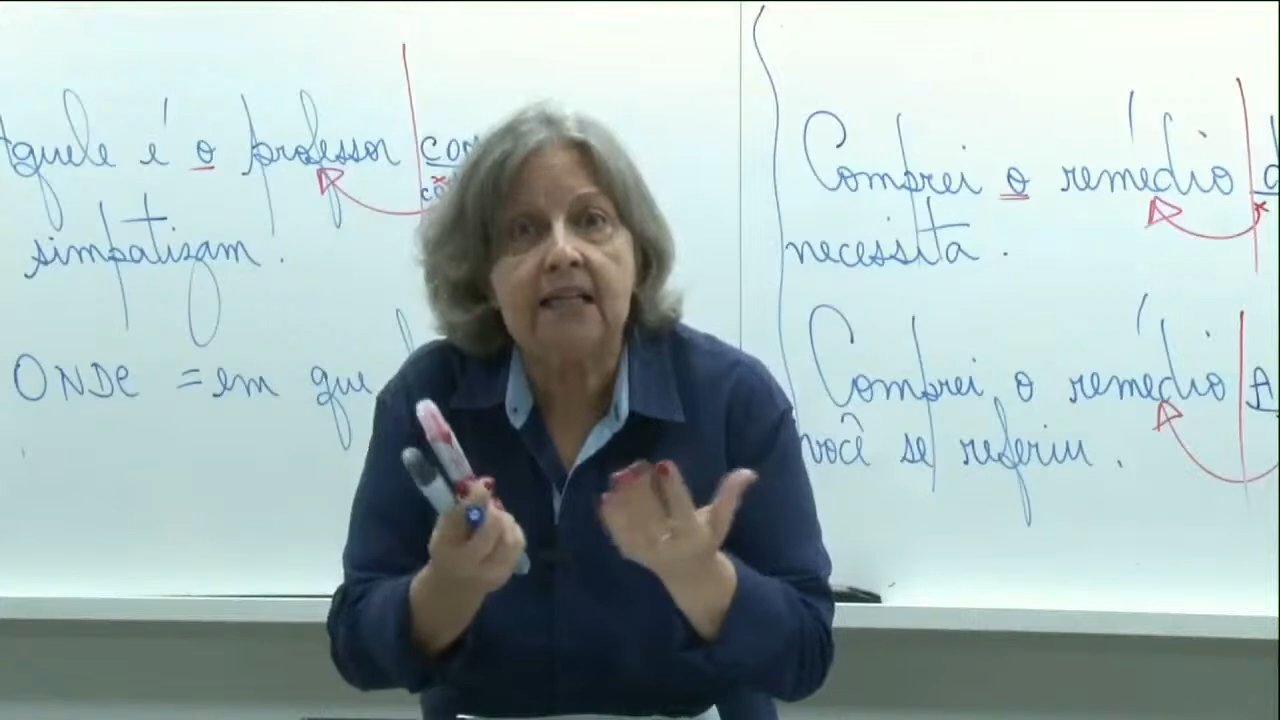 Aquele é o professor
simpatizam.
ONDE = em que
Comprei o remédio
necessita.
Comprei o remédio A
você se referiu.